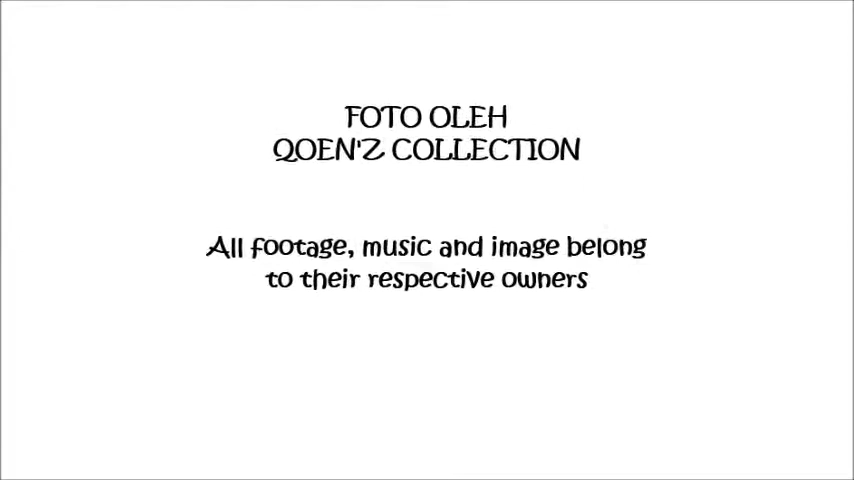 FOTO OLEH
QOEN'Z COLLECTION
All footage, music and image belong
to their respective owners